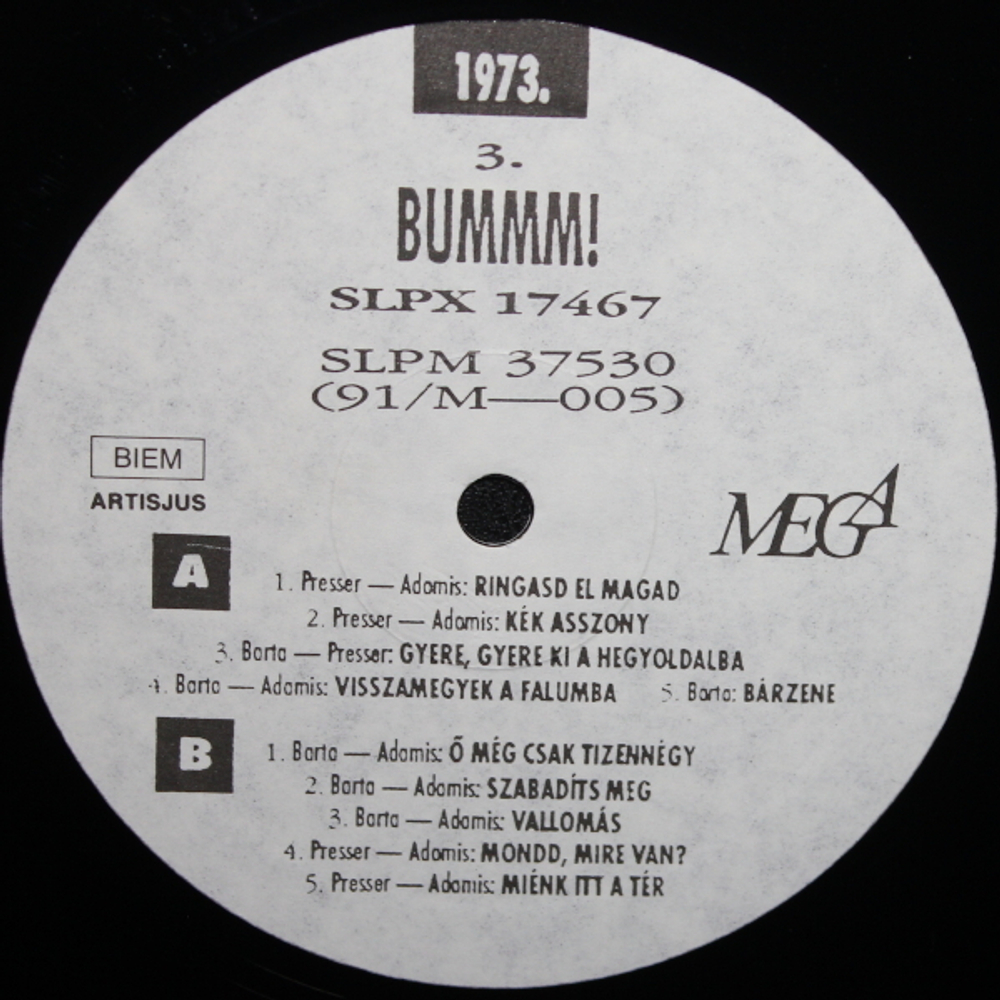 1973.
3.
BUMMM!
SLPX 17467
SLPM 37530
(91/M—005)
BIEM
ARTISJUS
MEGA
A
1. Presser — Adamis: RINGASD EL MAGAD
2. Presser — Adamis: KÉK ASSZONY
3. Barta — Presser: GYERE, GYERE KI A HEGYOLDALBA
4. Barta — Adamis: VISSZAMEGYEK A FALUMBA 5. Barta: BÁRZENE
B
1. Barta — Adamis: Ő MÉG CSAK TIZENNÉGY
2. Barta — Adamis: SZABADÍTS MEG
3. Barta — Adamis: VALLOMÁS
4. Presser — Adamis: MONDD, MIRE VAN?
5. Presser — Adamis: MIÉNK ITT A TÉR